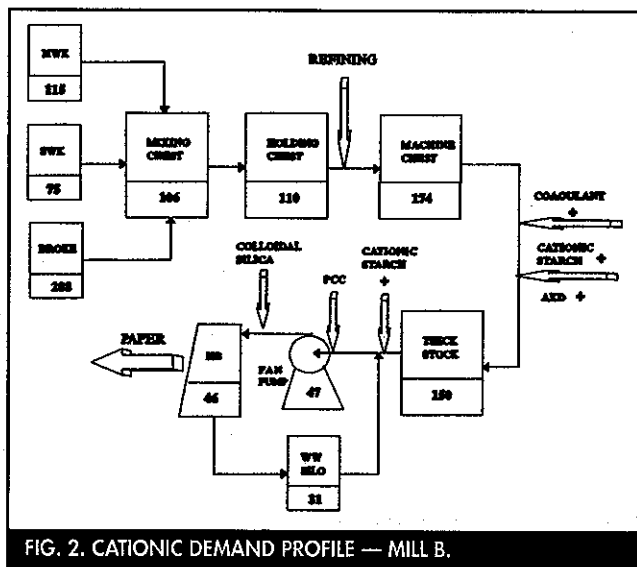 HWK
115
REFINING
MIXING
CHEST
106
HOLDING
CHEST
110
MACHINE
CHEST
174
SWK
75
BROKE
288
COAGULANT
+
CATIONIC
STARCH +
AKD +
COLLOIDAL
SILICA
CATIONIC
STARCH
+
PCC
PAPER
HB
46
FAN
PUMP
47
THICK
STOCK
150
WW
SILO
31
FIG. 2. CATIONIC DEMAND PROFILE — MILL B.